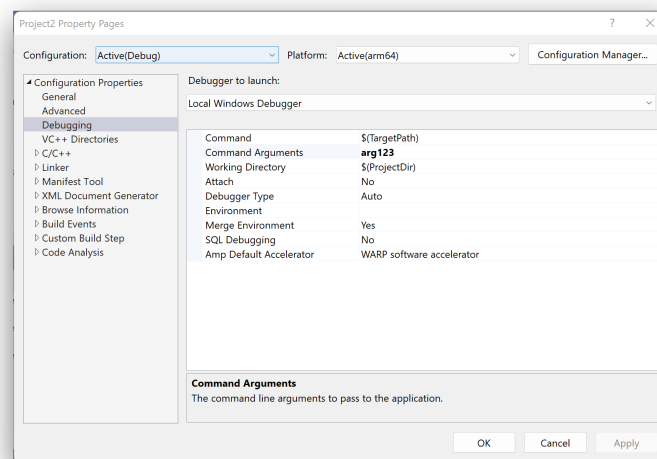 Project2 Property Pages
Configuration: Active(Debug) Platform: Active(arm64) Configuration Manager...
Configuration Properties
General
Advanced
Debugging
VC++ Directories
C/C++
Linker
Manifest Tool
XML Document Generator
Browse Information
Build Events
Custom Build Step
Code Analysis
Debugger to launch:
Local Windows Debugger
Command $(TargetPath)
Command Arguments arg123
Working Directory $(ProjectDir)
Attach No
Debugger Type Auto
Environment
Merge Environment Yes
SQL Debugging No
Amp Default Accelerator WARP software accelerator
Command Arguments
The command line arguments to pass to the application.
OK Cancel Apply